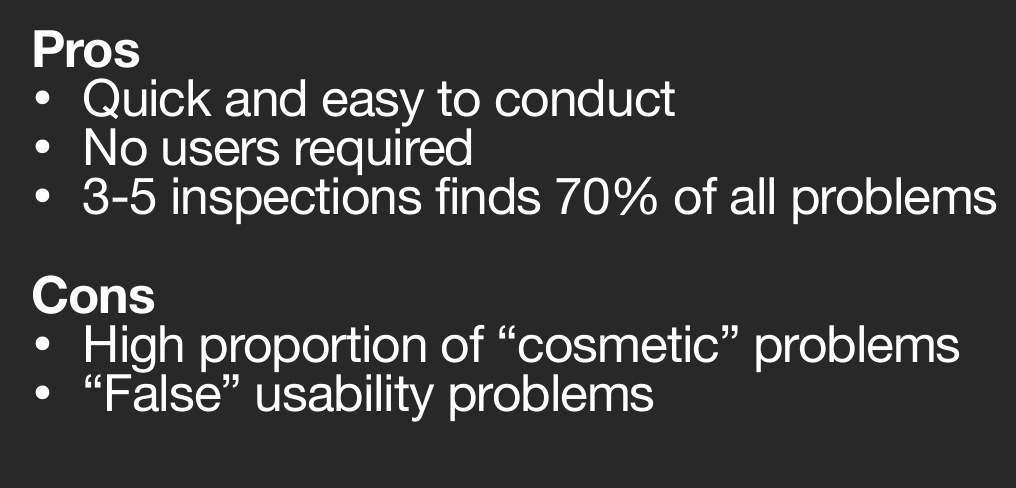 Pros
• Quick and easy to conduct
• No users required
• 3-5 inspections finds 70% of all problems
Cons
• High proportion of “cosmetic” problems
• “False” usability problems